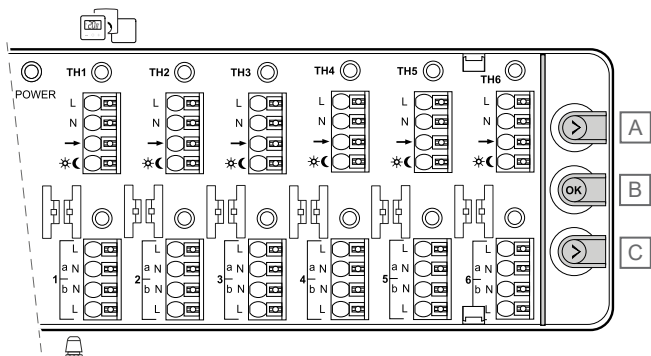 POWER TH1 TH2 TH3 TH4 TH5 TH6
L L L L L L
N N N N N N
A
OK B
C
L L L L L L
1 a N 2 a N 3 a N 4 a N 5 a N 6 a N
b N b N b N b N b N b N
L L L L L L